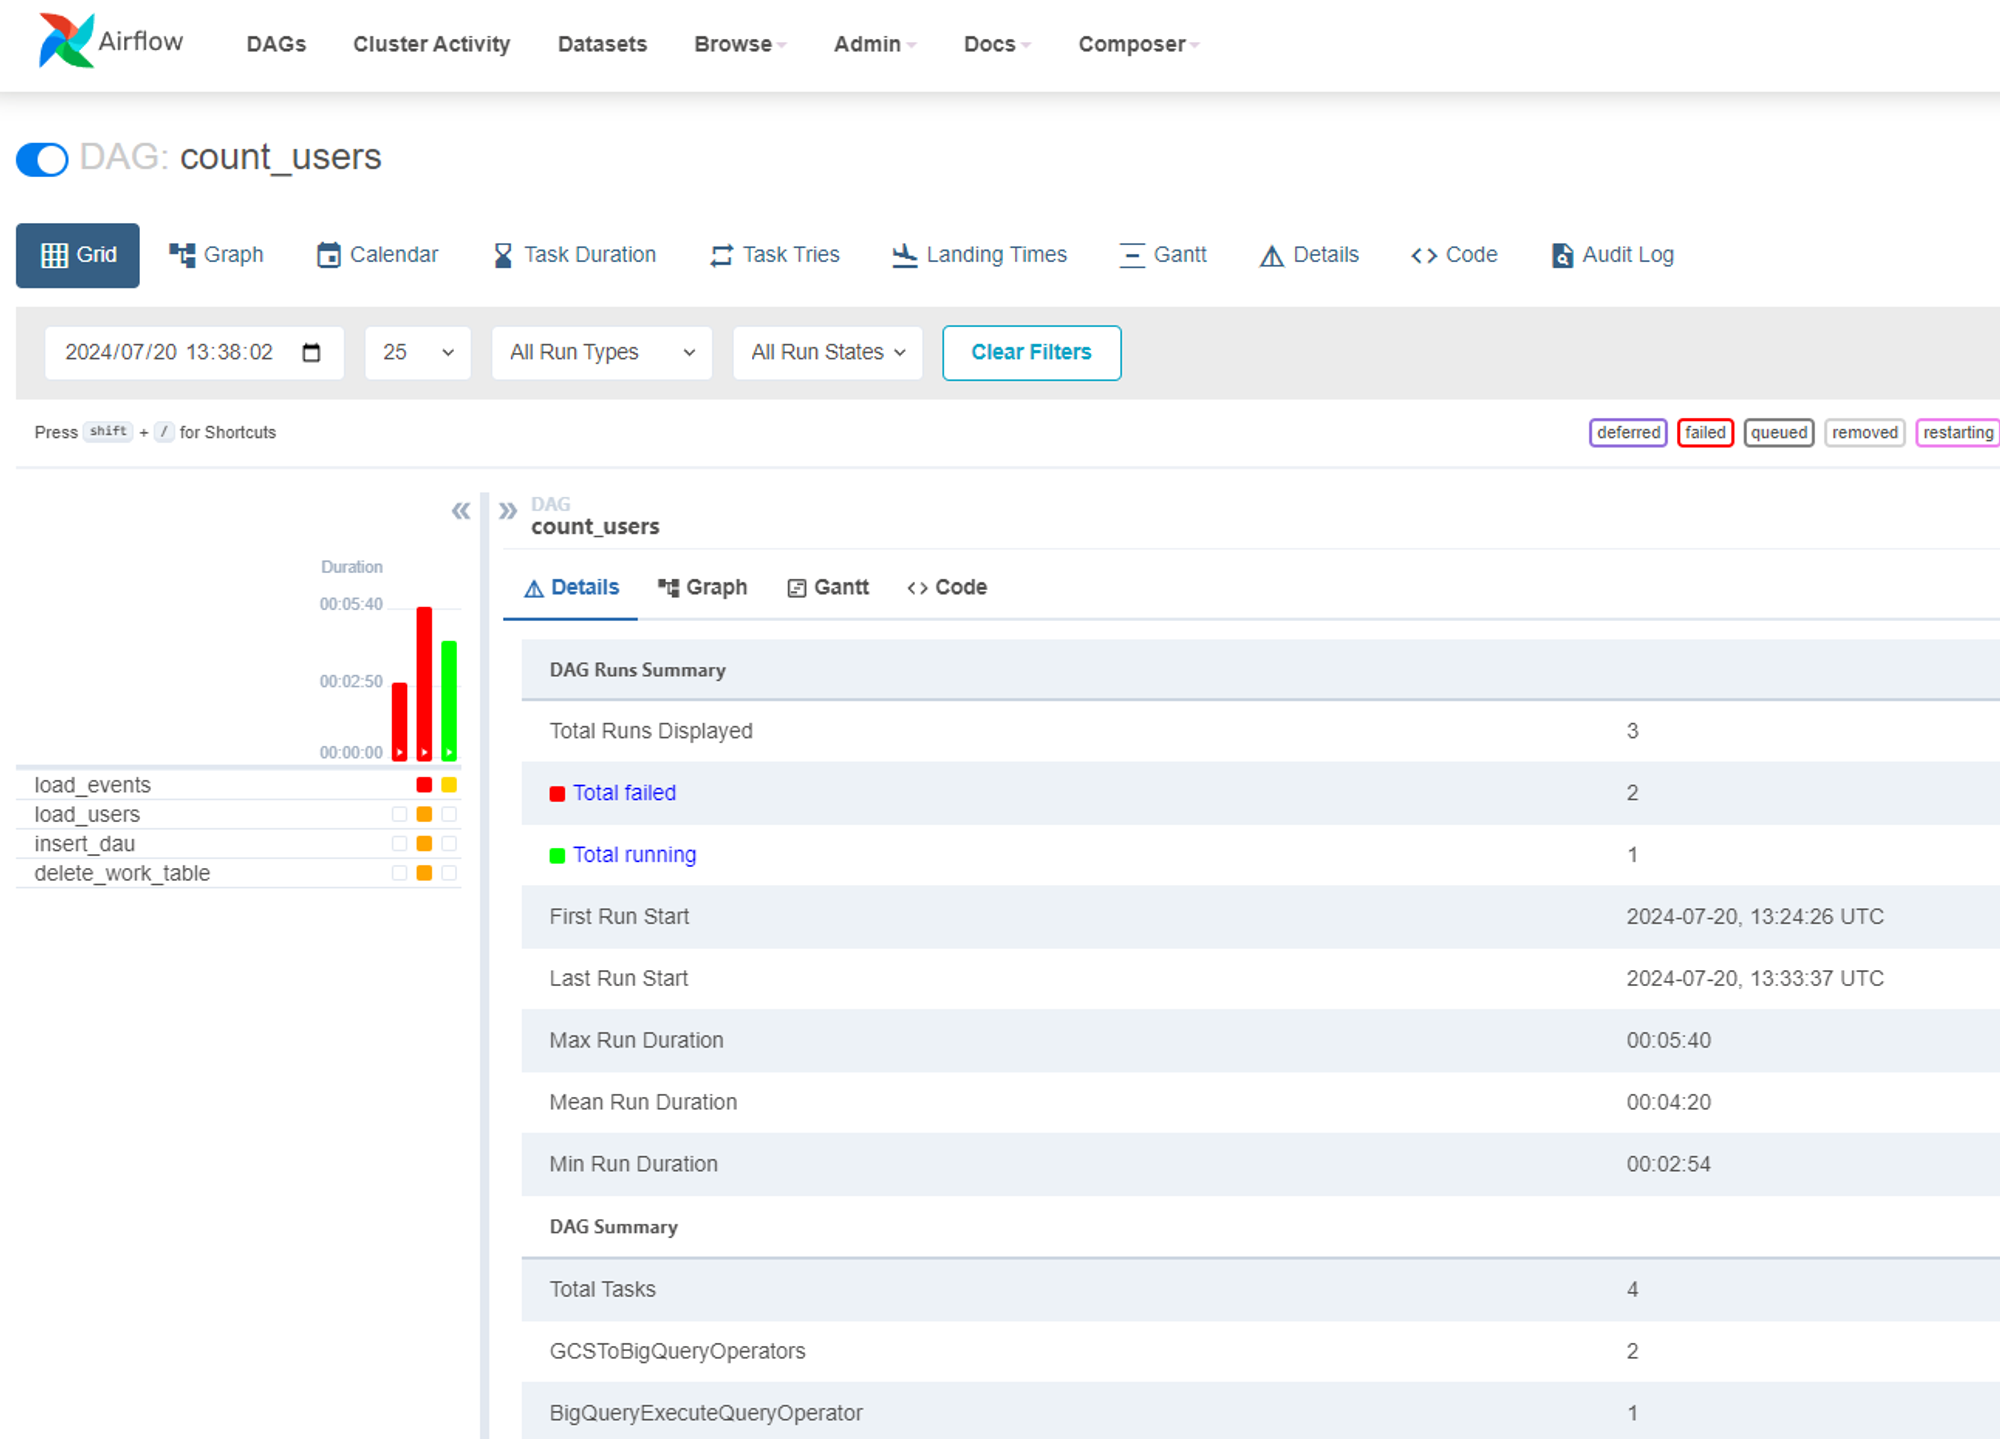 Airflow DAGs Cluster Activity Datasets Browse Admin Docs Composer
DAG: count_users
Grid Graph Calendar Task Duration Task Tries Landing Times Gantt Details Code Audit Log
2024/07/20 13:38:02 25 All Run Types All Run States Clear Filters
Press shift + / for Shortcuts deferred failed queued removed restarting
DAG
count_users
Duration
00:05:40
00:02:50
00:00:00
load_events
load_users
insert_dau
delete_work_table
Details Graph Gantt Code
DAG Runs Summary
Total Runs Displayed 3
Total failed 2
Total running 1
First Run Start 2024-07-20, 13:24:26 UTC
Last Run Start 2024-07-20, 13:33:37 UTC
Max Run Duration 00:05:40
Mean Run Duration 00:04:20
Min Run Duration 00:02:54
DAG Summary
Total Tasks 4
GCSToBigQueryOperators 2
BigQueryExecuteQueryOperator 1